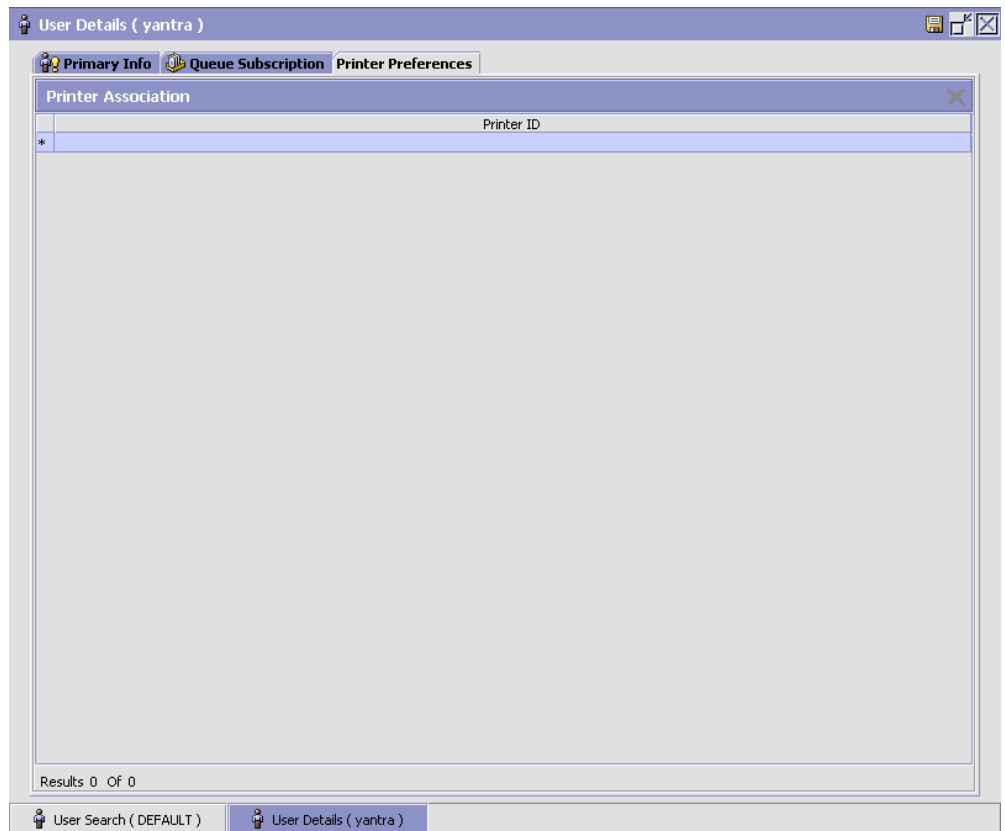 User Details ( yantra )
Primary Info Queue Subscription Printer Preferences
Printer Association
Printer ID
*
Results 0 Of 0
User Search ( DEFAULT ) User Details ( yantra )